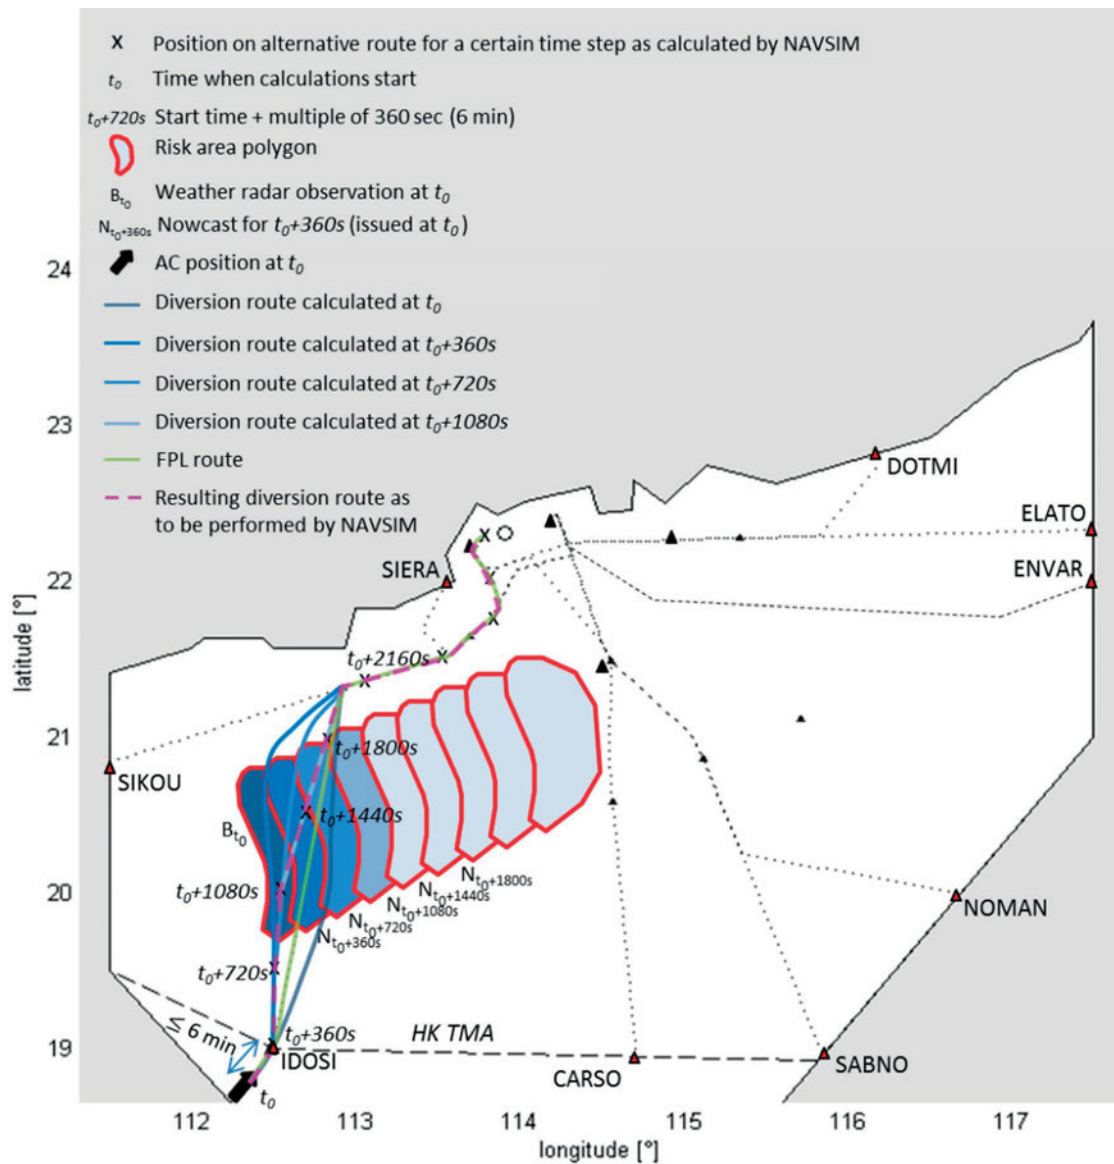 X Position on alternative route for a certain time step as calculated by NAVSIM
t0 Time when calculations start
t0+720s Start time + multiple of 360 sec (6 min)
Risk area polygon
Bt0 Weather radar observation at t0
Nt0+360s Nowcast for t0+360s (issued at t0)
AC position at t0
Diversion route calculated at t0
Diversion route calculated at t0+360s
Diversion route calculated at t0+720s
Diversion route calculated at t0+1080s
FPL route
Resulting diversion route as
to be performed by NAVSIM
24
23
22
21
20
19
latitude [°]
DOTMI
ELATO
ENVAR
SIERA
t0+2160s
t0+1800s
SIKOU
t0+1440s
Bt0
t0+1080s
Nt0+1800s
Nt0+1440s
Nt0+1080s
Nt0+720s
Nt0+360s
NOMAN
t0+720s
≤ 6 min
t0+360s
IDOSI
HK TMA
CARSO
SABNO
t0
112 113 114 115 116 117
longitude [°]